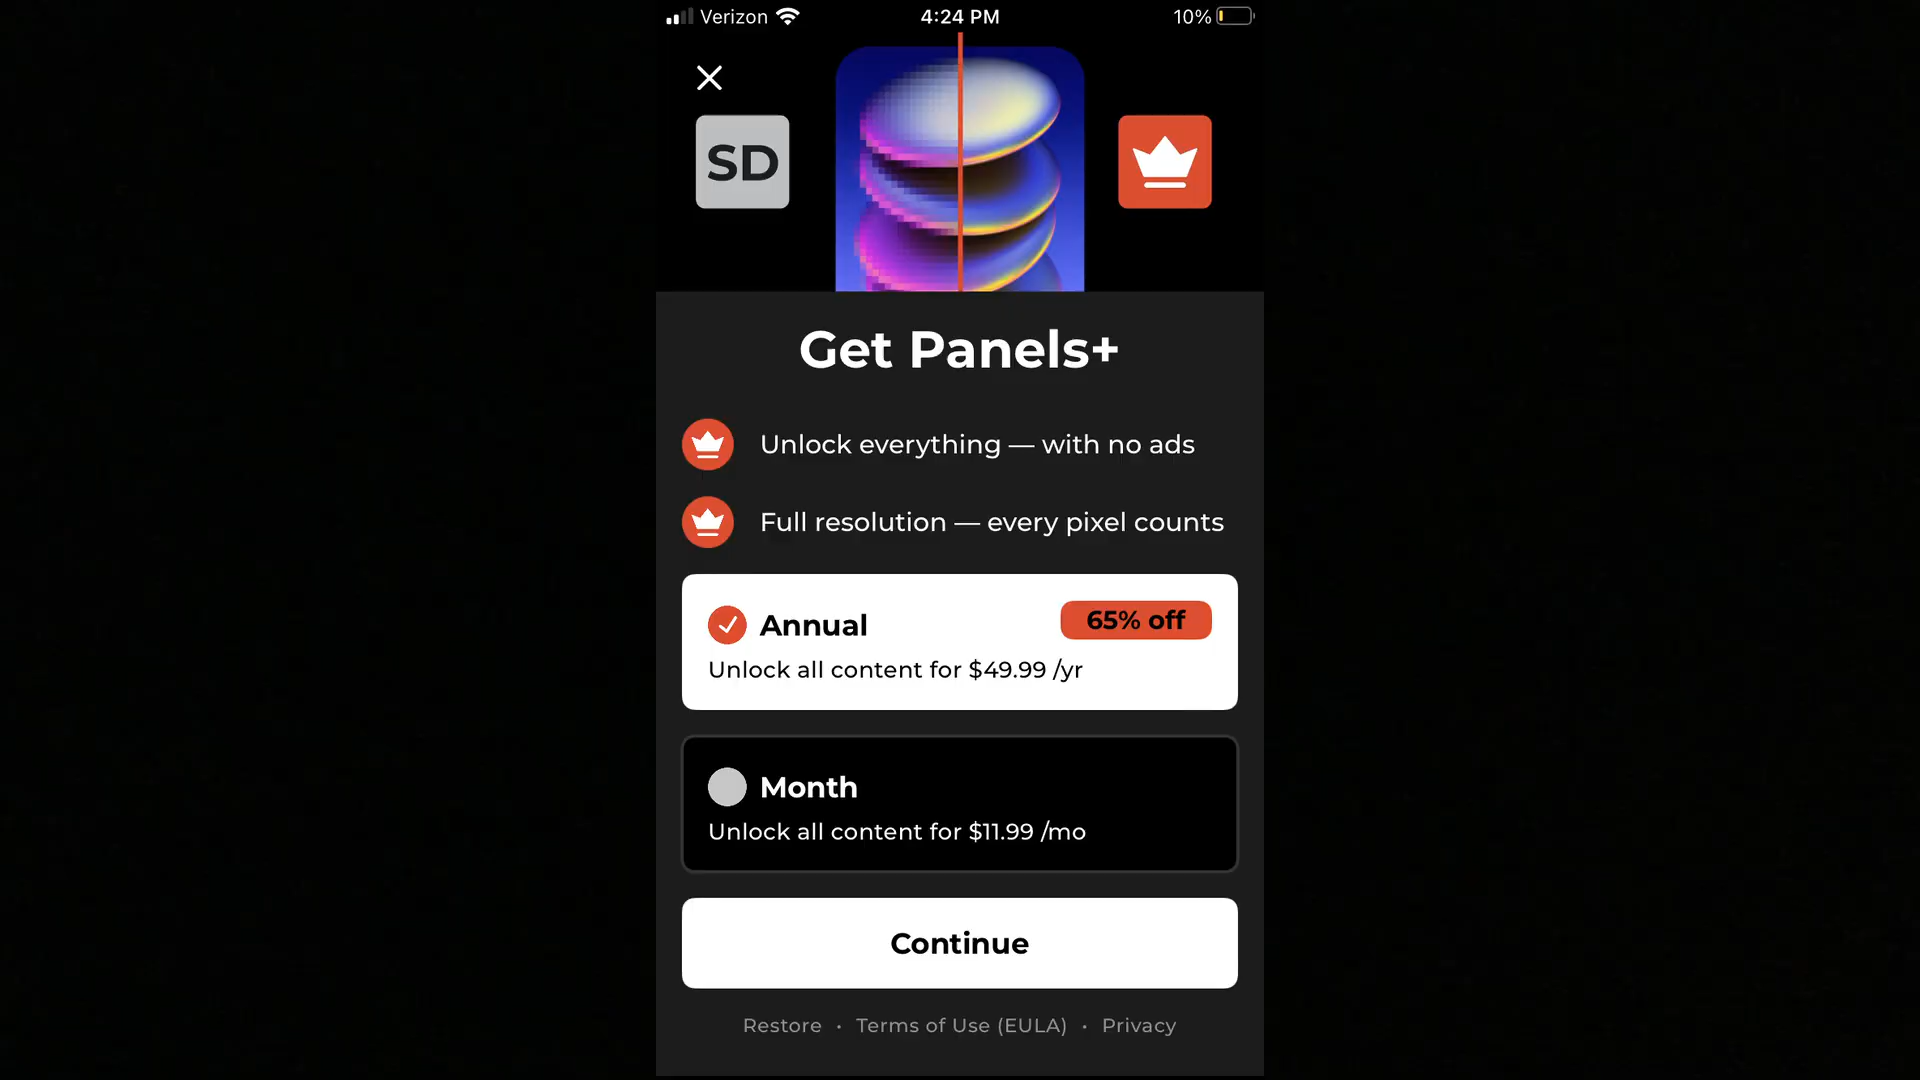 Verizon 4:24 PM 10%
SD
Get Panels+
Unlock everything — with no ads
Full resolution — every pixel counts
Annual 65% off
Unlock all content for $49.99 /yr
Month
Unlock all content for $11.99 /mo
Continue
Restore • Terms of Use (EULA) • Privacy